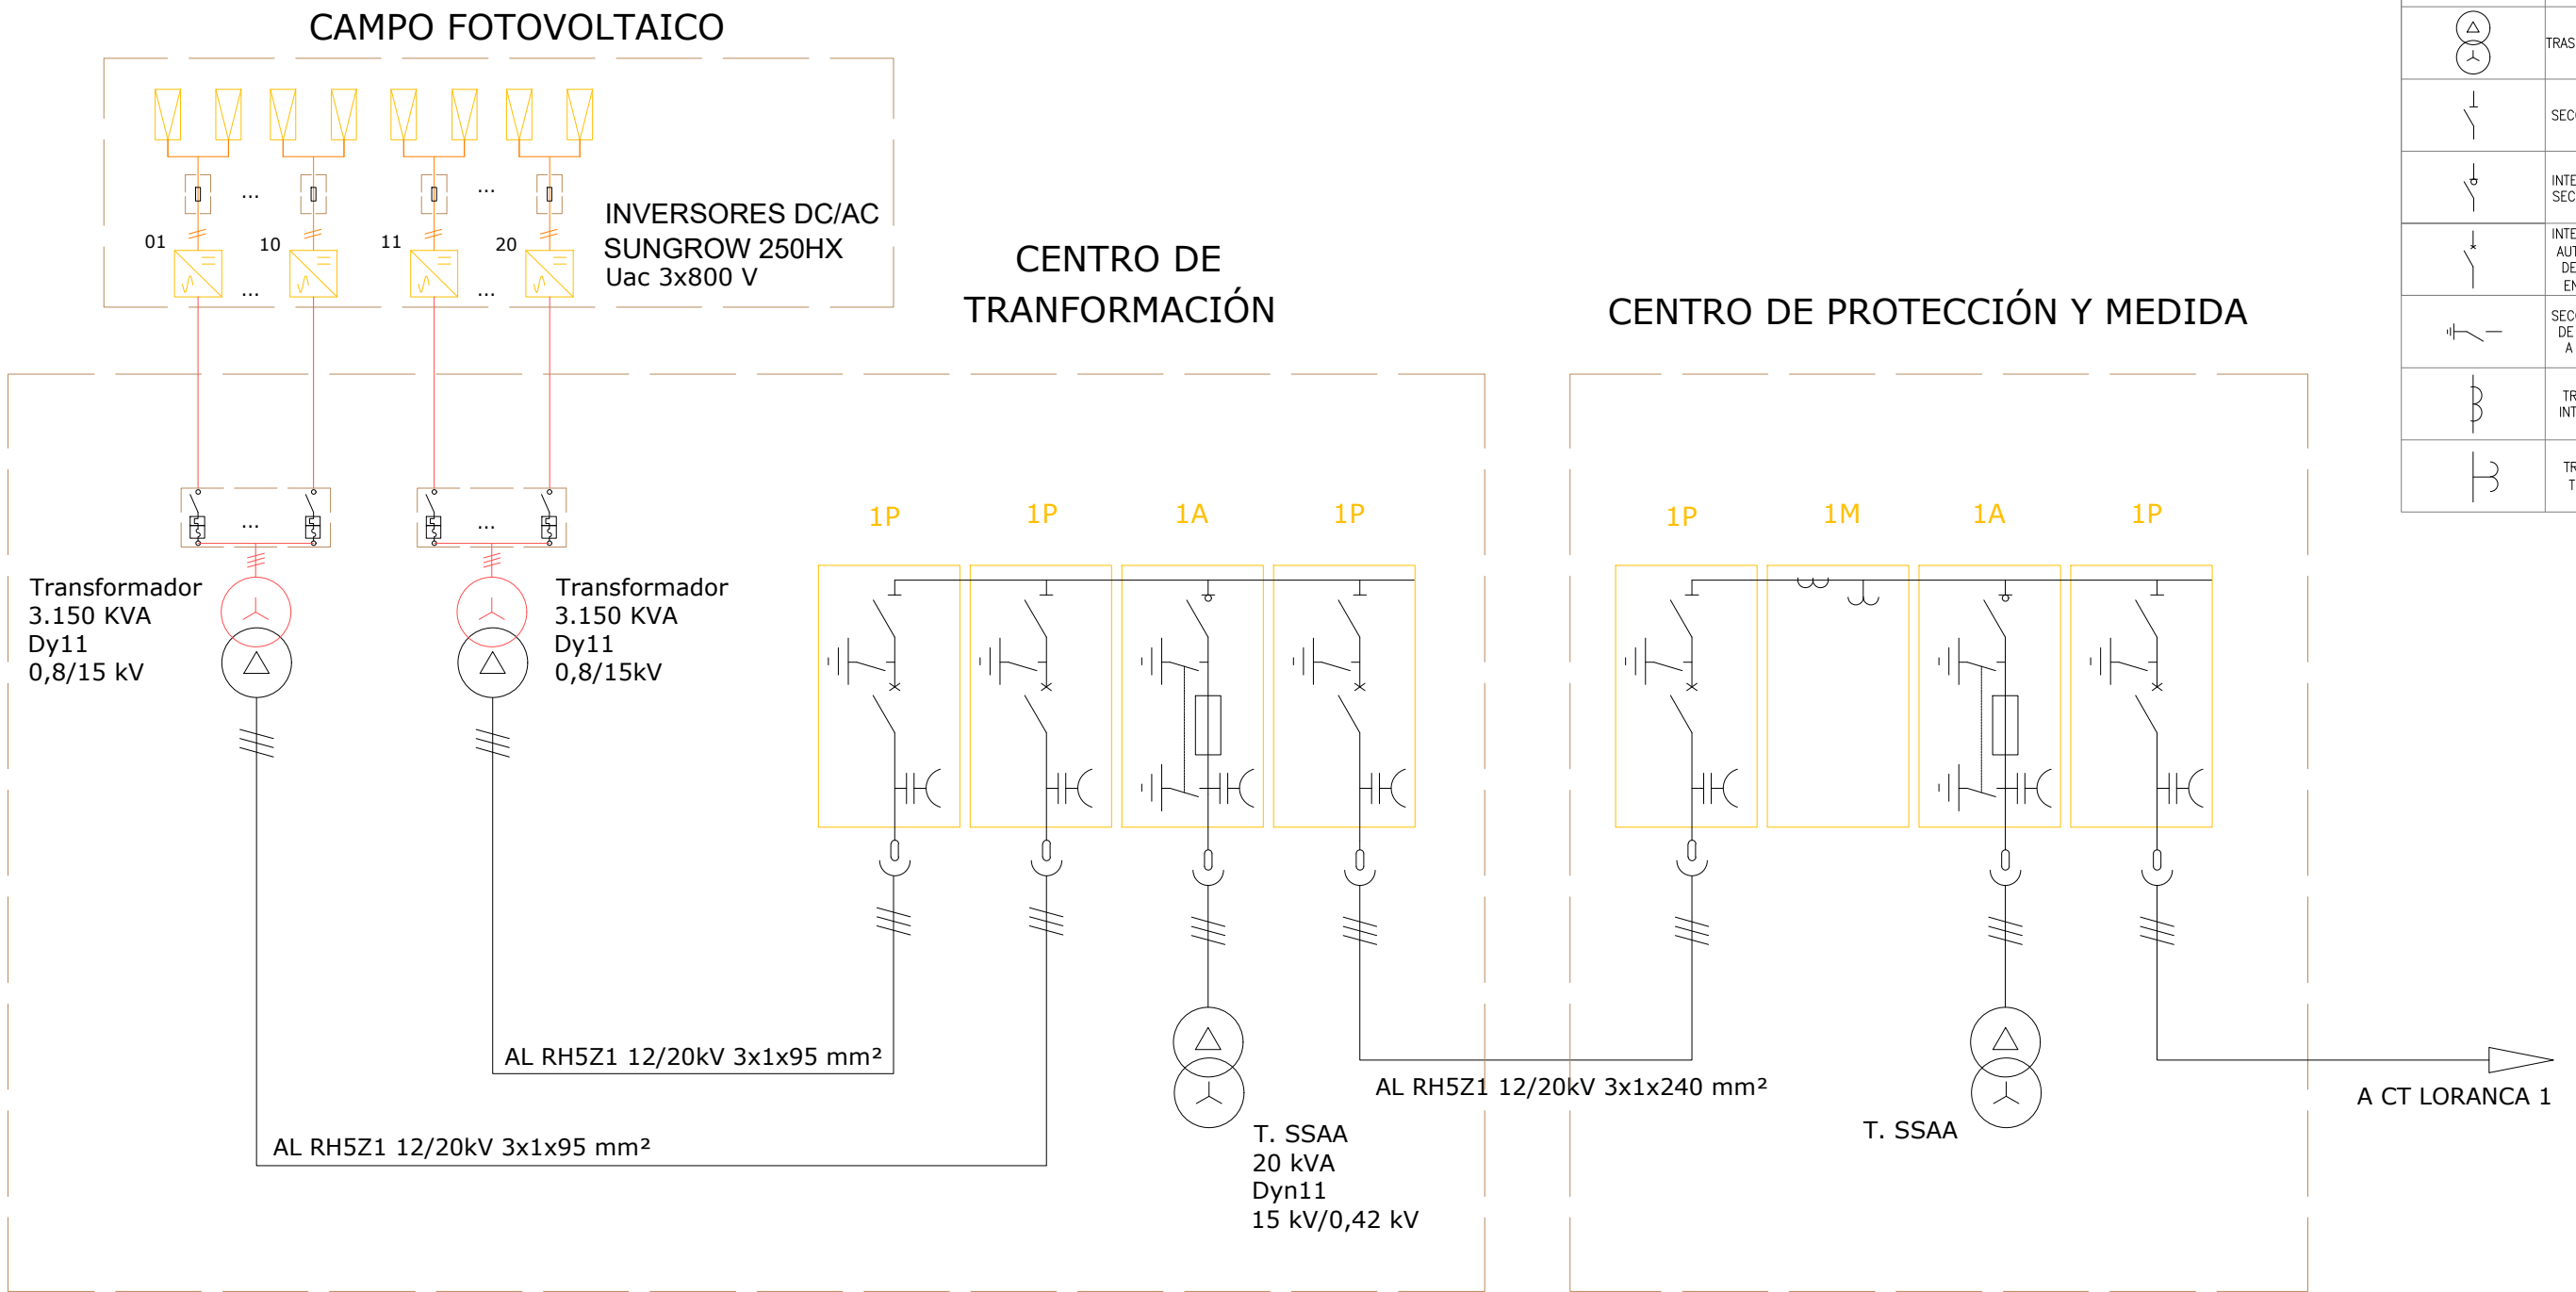 CAMPO FOTOVOLTAICO
...
...
INVERSORES DC/AC
SUNGROW 250HX
Uac 3x800 V
01
10
11
20
...
...
CENTRO DE
TRANFORMACIÓN
CENTRO DE PROTECCIÓN Y MEDIDA
...
...
1P
1P
1A
1P
1P
1M
1A
1P
Transformador
3.150 KVA
Dy11
0,8/15 kV
Transformador
3.150 KVA
Dy11
0,8/15kV
AL RH5Z1 12/20kV 3x1x95 mm²
AL RH5Z1 12/20kV 3x1x95 mm²
T. SSAA
20 kVA
Dyn11
15 kV/0,42 kV
AL RH5Z1 12/20kV 3x1x240 mm²
T. SSAA
A CT LORANCA 1
DE
A